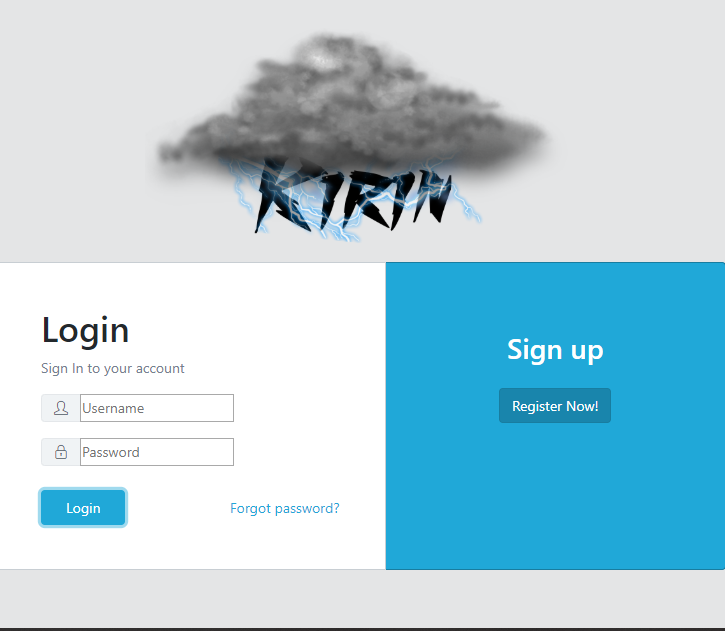 KIRIN
Login
Sign In to your account
Username
Password
Login
Forgot password?
Sign up
Register Now!